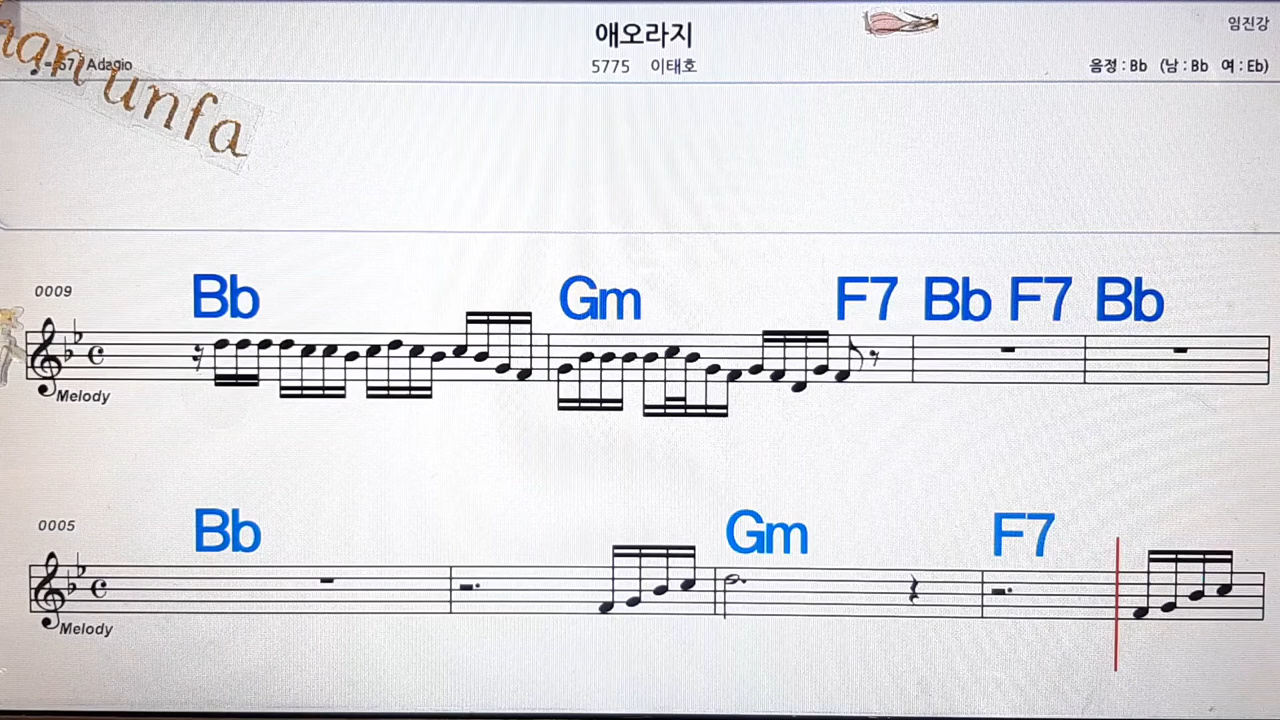 애오라지
임진강
5775 이태호
Adagio
음정 : Bb (남 : Bb 여 : Eb)
unfa
0009
Bb Gm F7 Bb F7 Bb
Melody
0005
Bb Gm F7
Melody